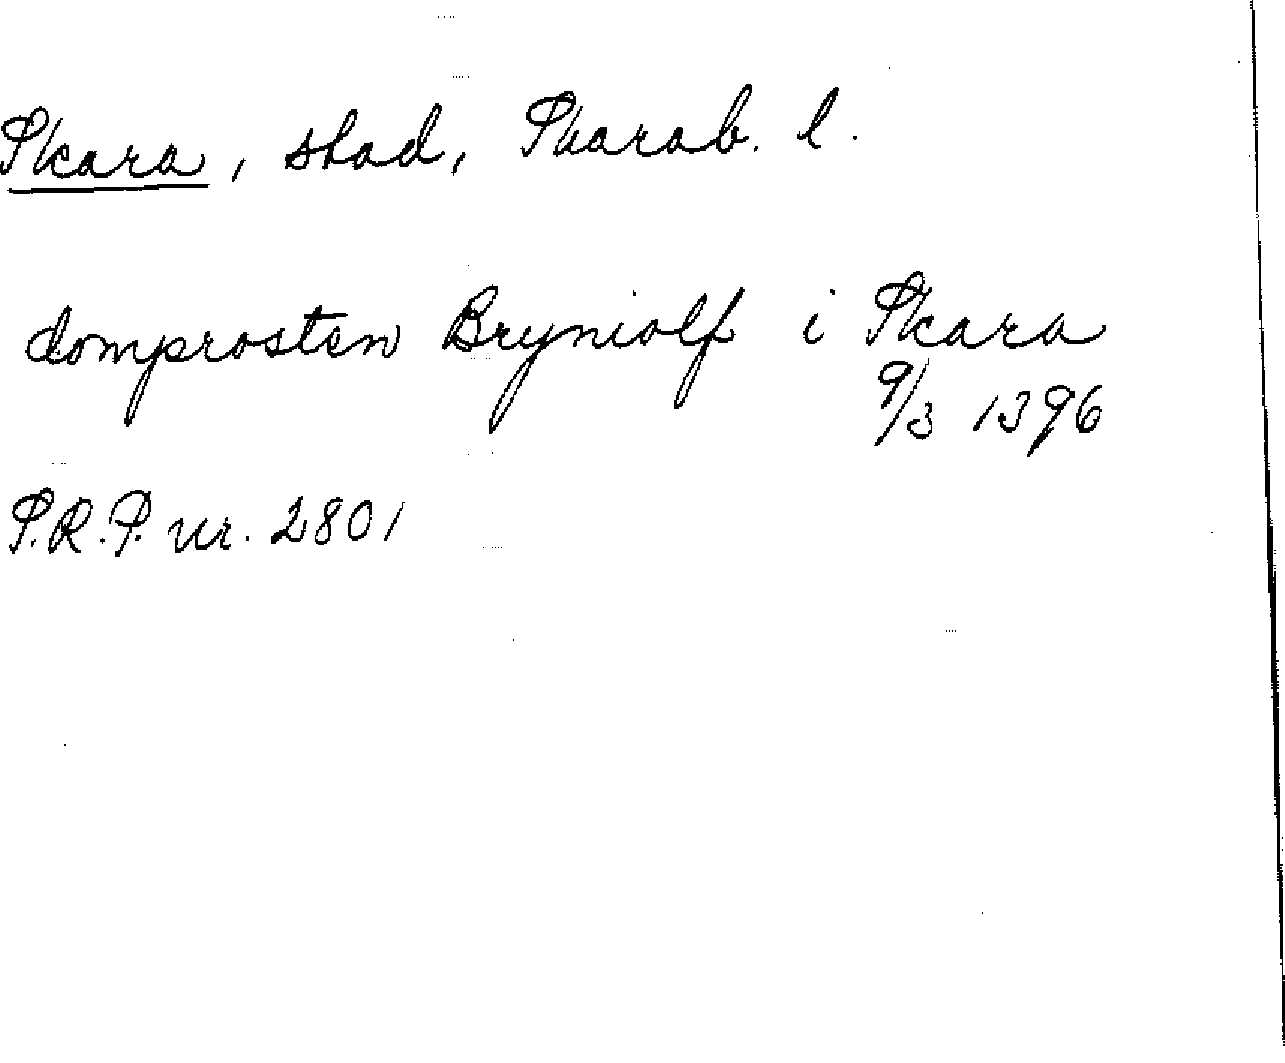 Skara, stad, Skarab. l.
domprosten Bryniolf i Skara
9/3 1396
S.R.P. nr. 2801